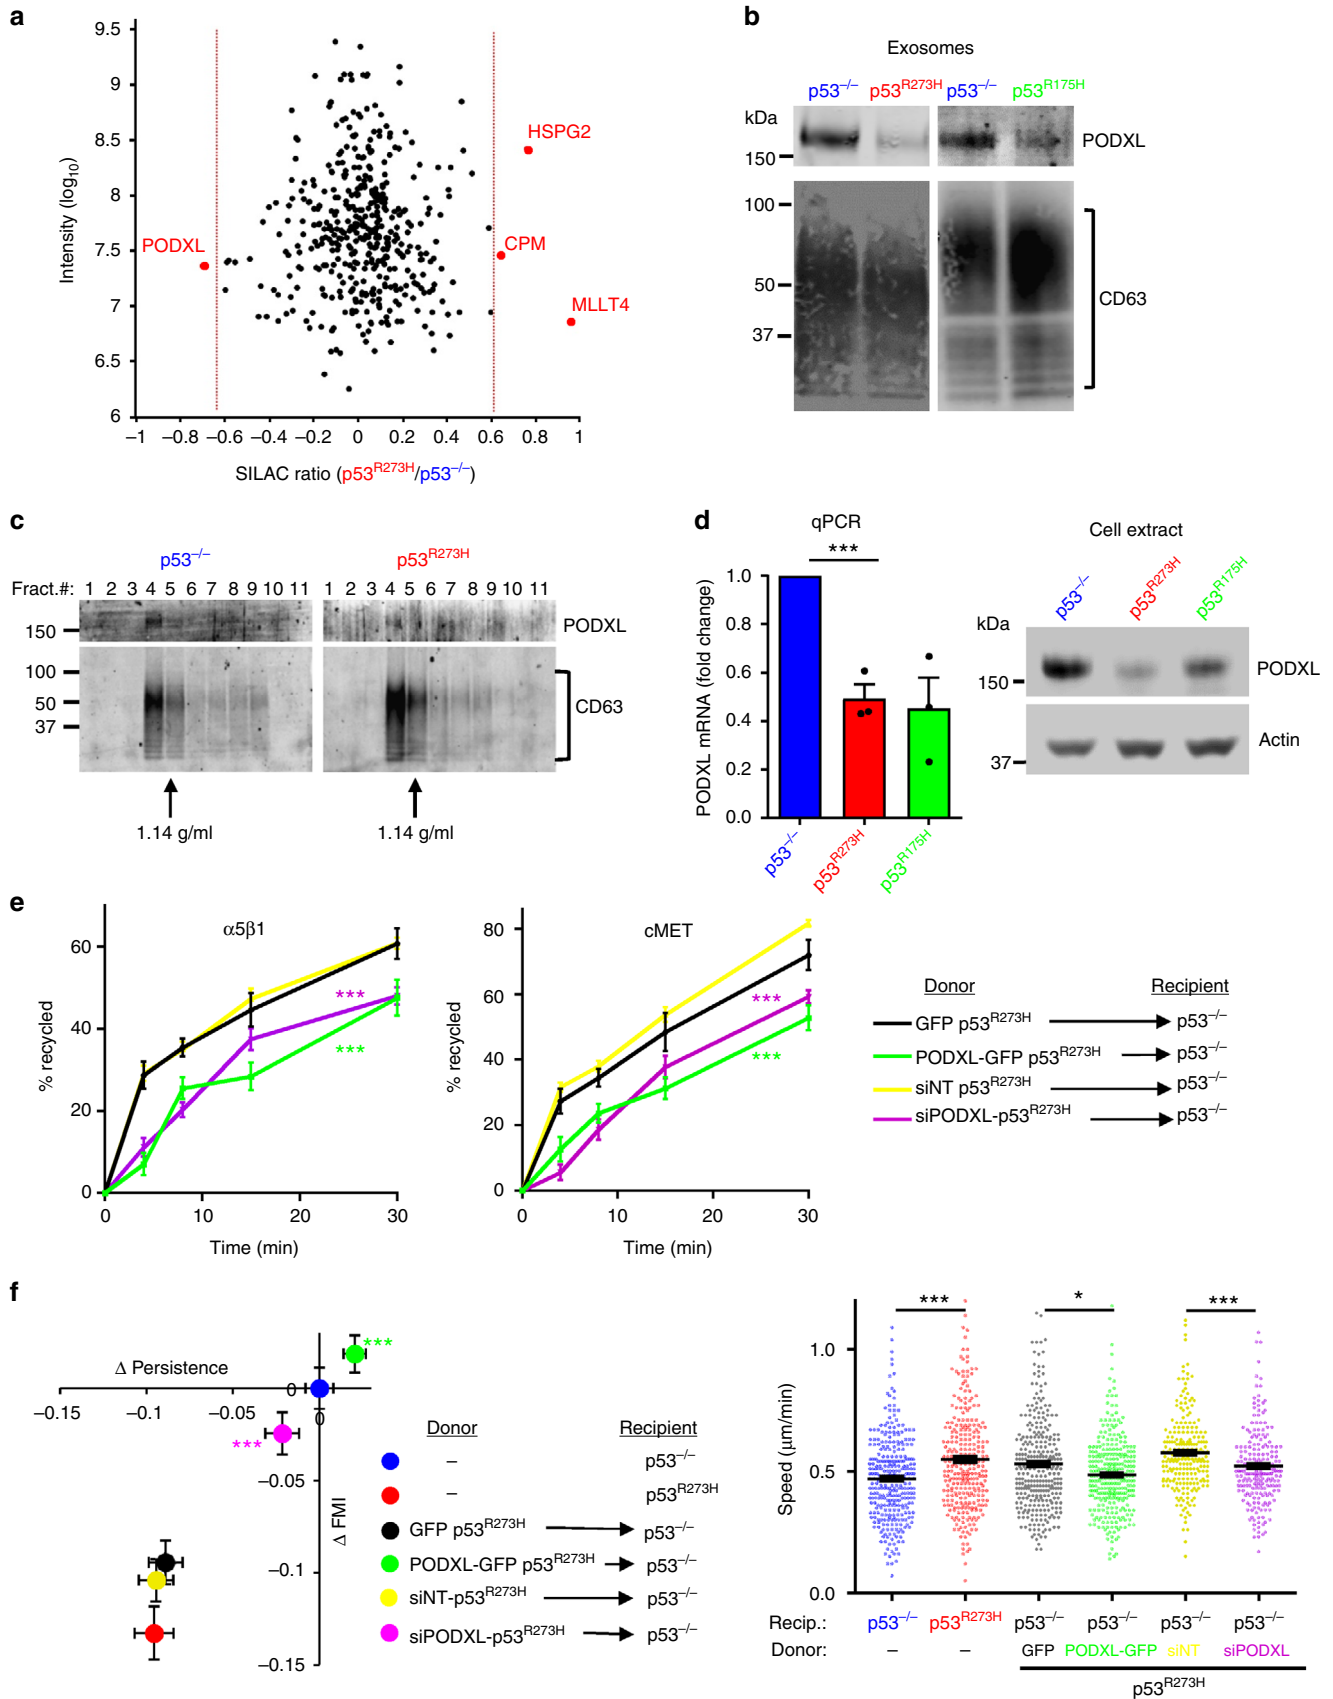 a
9.5
9
8.5
8
7.5
7
6.5
6
Intensity (log10)
HSPG2
PODXL
CPM
MLLT4
–1 –0.8 –0.6 –0.4 –0.2 0 0.2 0.4 0.6 0.8 1
SILAC ratio (p53R273H/p53–/–)
b
Exosomes
p53–/– p53R273H p53–/– p53R175H
kDa
150
PODXL
100
50
37
CD63
c
p53–/– p53R273H
Fract.#: 1 2 3 4 5 6 7 8 9 10 11 1 2 3 4 5 6 7 8 9 10 11
150
PODXL
100
50
37
CD63
1.14 g/ml 1.14 g/ml
d
qPCR
***
PODXL mRNA (fold change)
1.0
0.8
0.6
0.4
0.2
0.0
p53–/– p53R273H p53R175H
Cell extract
p53–/– p53R273H p53R175H
kDa
150
PODXL
37
Actin
e
α5β1
% recycled
60
40
20
0
***
***
0 10 20 30
Time (min)
cMET
% recycled
80
60
40
20
0
***
***
0 10 20 30
Time (min)
Donor Recipient
GFP p53R273H p53–/–
PODXL-GFP p53R273H p53–/–
siNT p53R273H p53–/–
siPODXL-p53R273H p53–/–
f
Δ Persistence
***
–0.15 –0.1 –0.05 0
0
***
–0.05
–0.1
–0.15
Δ FMI
Donor Recipient
– p53–/–
– p53R273H
GFP p53R273H p53–/–
PODXL-GFP p53R273H p53–/–
siNT-p53R273H p53–/–
siPODXL-p53R273H p53–/–
*** * ***
Speed (μm/min)
1.0
0.5
0.0
Recip.: p53–/– p53R273H p53–/– p53–/– p53–/– p53–/–
Donor: – – GFP PODXL-GFP siNT siPODXL
p53R273H